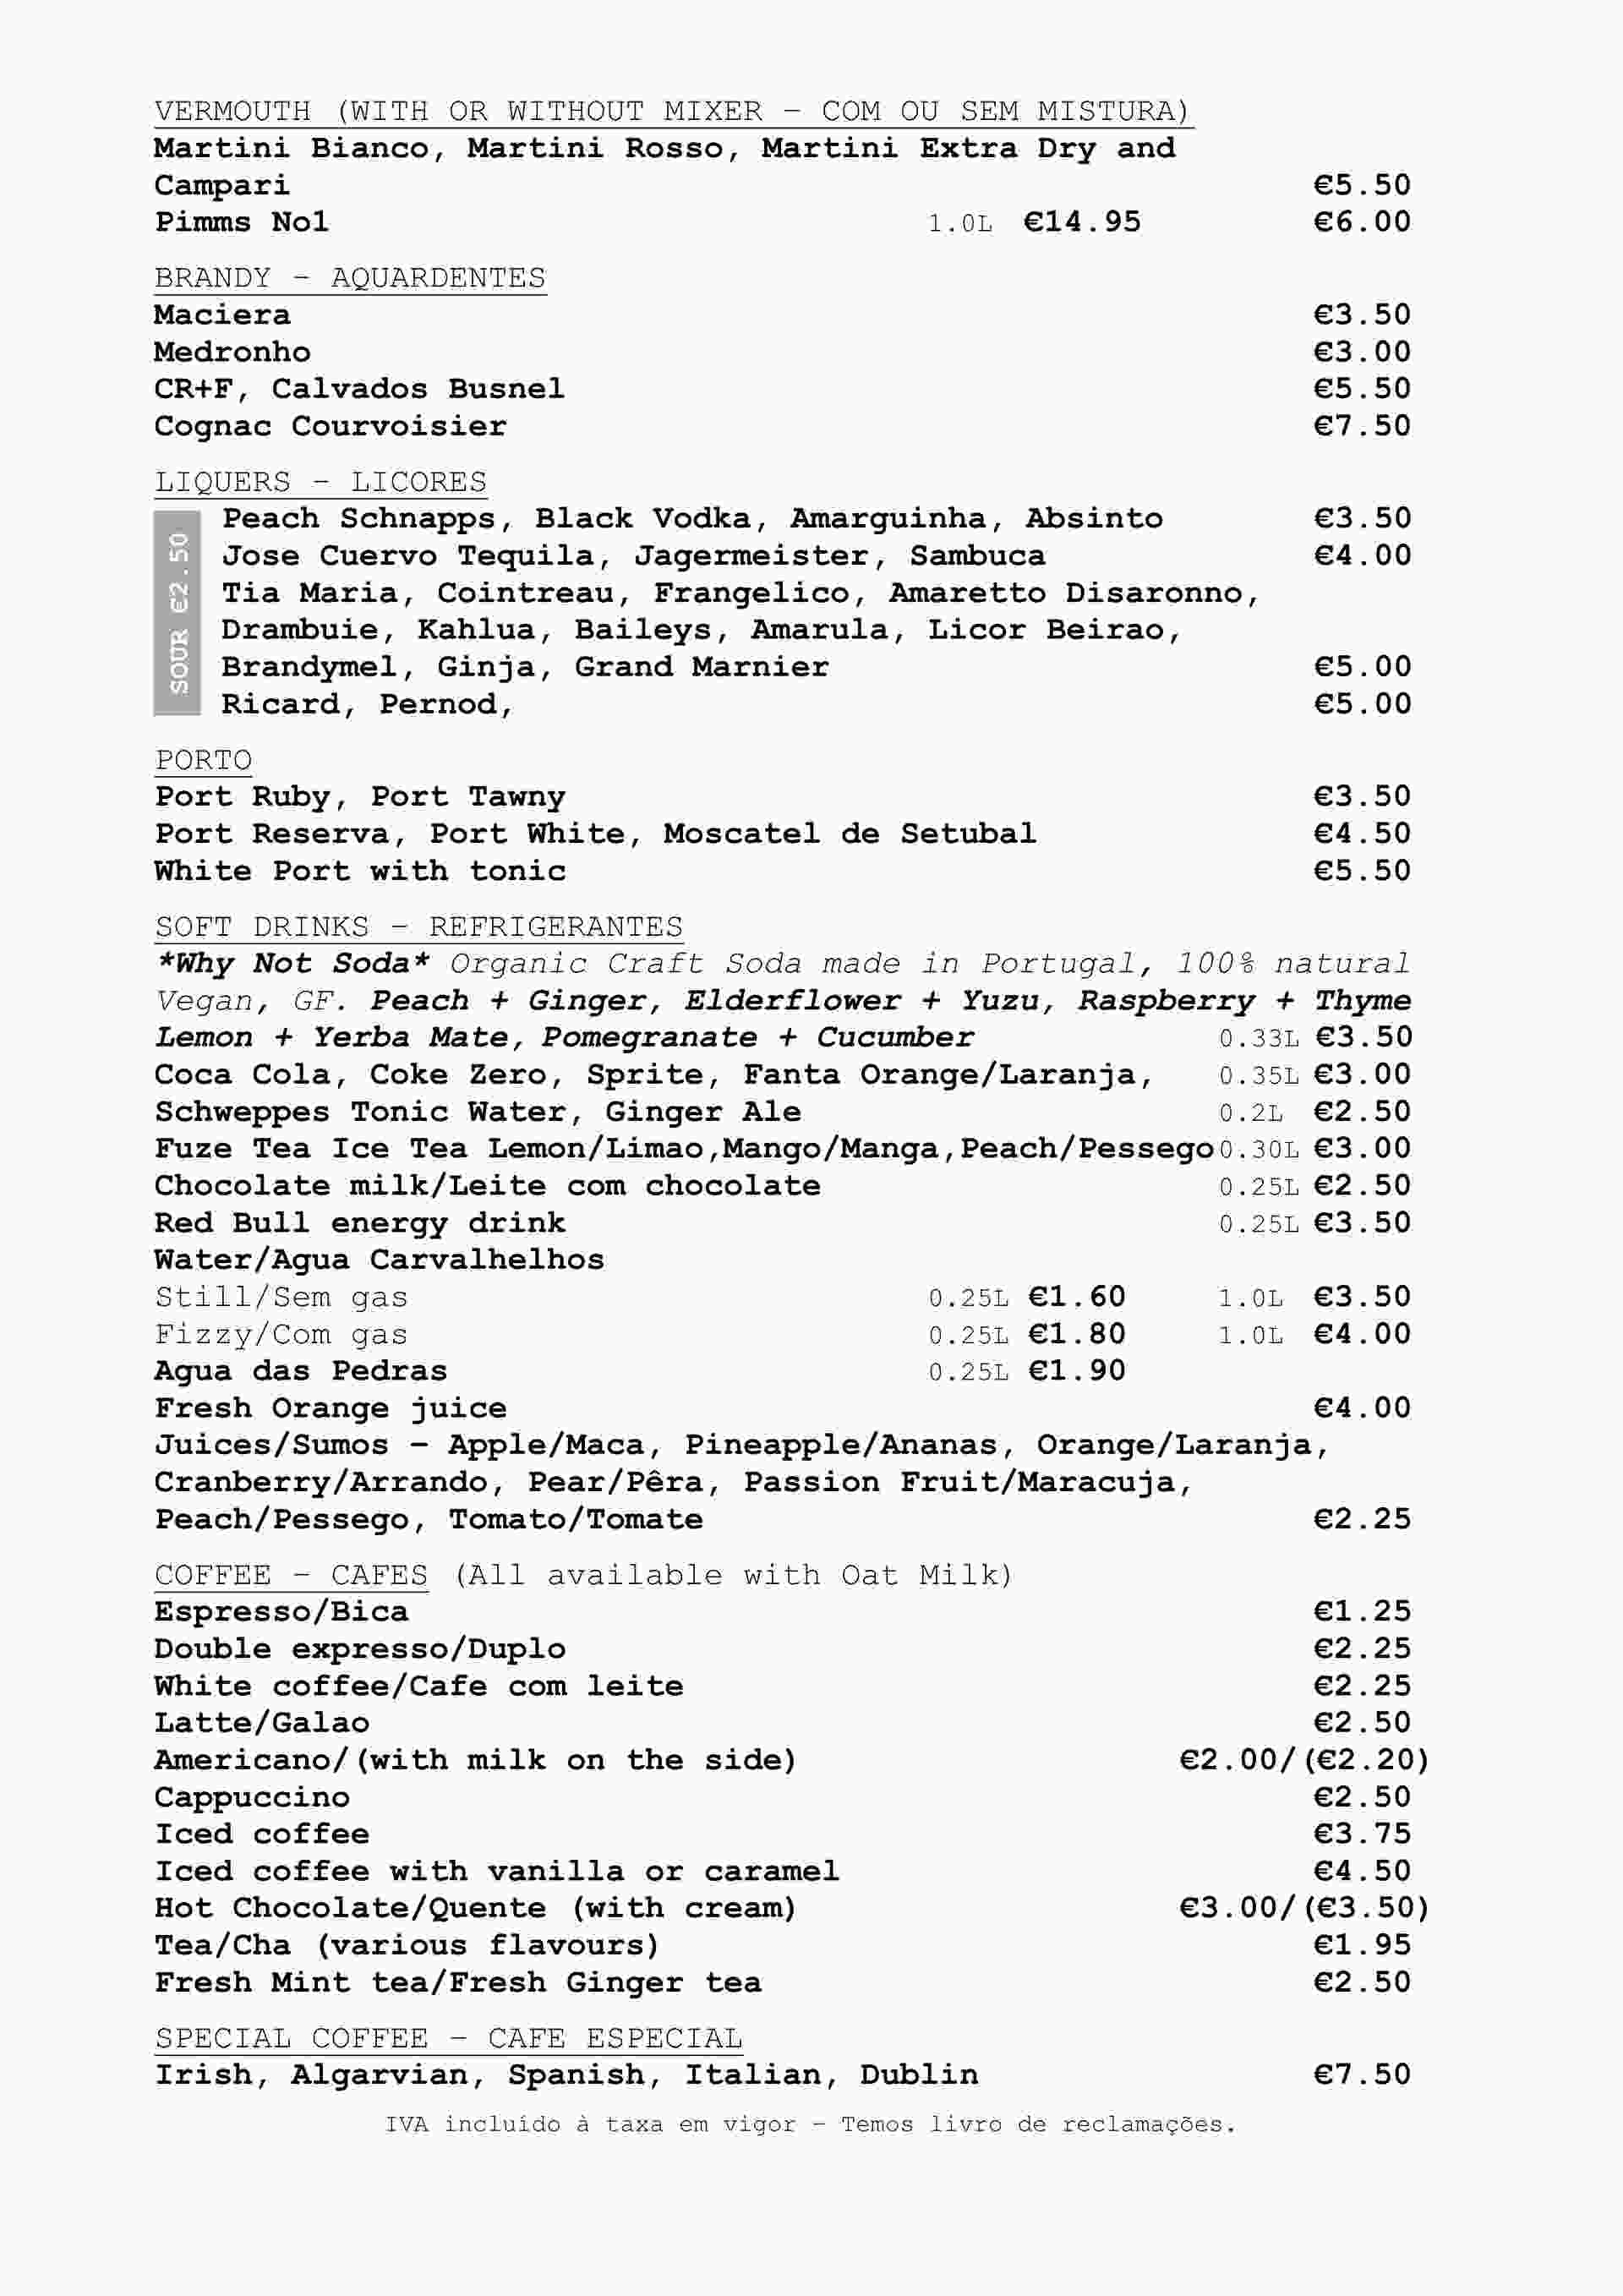 VERMOUTH (WITH OR WITHOUT MIXER – COM OU SEM MISTURA)
Martini Bianco, Martini Rosso, Martini Extra Dry and
Campari €5.50
Pimms No1 1.0L €14.95 €6.00
BRANDY – AQUARDENTES
Maciera €3.50
Medronho €3.00
CR+F, Calvados Busnel €5.50
Cognac Courvoisier €7.50
LIQUERS – LICORES
SOUR €2.50
Peach Schnapps, Black Vodka, Amarguinha, Absinto €3.50
Jose Cuervo Tequila, Jagermeister, Sambuca €4.00
Tia Maria, Cointreau, Frangelico, Amaretto Disaronno,
Drambuie, Kahlua, Baileys, Amarula, Licor Beirao,
Brandymel, Ginja, Grand Marnier €5.00
Ricard, Pernod, €5.00
PORTO
Port Ruby, Port Tawny €3.50
Port Reserva, Port White, Moscatel de Setubal €4.50
White Port with tonic €5.50
SOFT DRINKS – REFRIGERANTES
*Why Not Soda* Organic Craft Soda made in Portugal, 100% natural
Vegan, GF. Peach + Ginger, Elderflower + Yuzu, Raspberry + Thyme
Lemon + Yerba Mate, Pomegranate + Cucumber 0.33L €3.50
Coca Cola, Coke Zero, Sprite, Fanta Orange/Laranja, 0.35L €3.00
Schweppes Tonic Water, Ginger Ale 0.2L €2.50
Fuze Tea Ice Tea Lemon/Limao,Mango/Manga,Peach/Pessego 0.30L €3.00
Chocolate milk/Leite com chocolate 0.25L €2.50
Red Bull energy drink 0.25L €3.50
Water/Agua Carvalhelhos
Still/Sem gas 0.25L €1.60 1.0L €3.50
Fizzy/Com gas 0.25L €1.80 1.0L €4.00
Agua das Pedras 0.25L €1.90
Fresh Orange juice €4.00
Juices/Sumos – Apple/Maca, Pineapple/Ananas, Orange/Laranja,
Cranberry/Arrando, Pear/Pêra, Passion Fruit/Maracuja,
Peach/Pessego, Tomato/Tomate €2.25
COFFEE – CAFES (All available with Oat Milk)
Espresso/Bica €1.25
Double expresso/Duplo €2.25
White coffee/Cafe com leite €2.25
Latte/Galao €2.50
Americano/(with milk on the side) €2.00/(€2.20)
Cappuccino €2.50
Iced coffee €3.75
Iced coffee with vanilla or caramel €4.50
Hot Chocolate/Quente (with cream) €3.00/(€3.50)
Tea/Cha (various flavours) €1.95
Fresh Mint tea/Fresh Ginger tea €2.50
SPECIAL COFFEE – CAFE ESPECIAL
Irish, Algarvian, Spanish, Italian, Dublin €7.50
IVA incluído à taxa em vigor – Temos livro de reclamações.